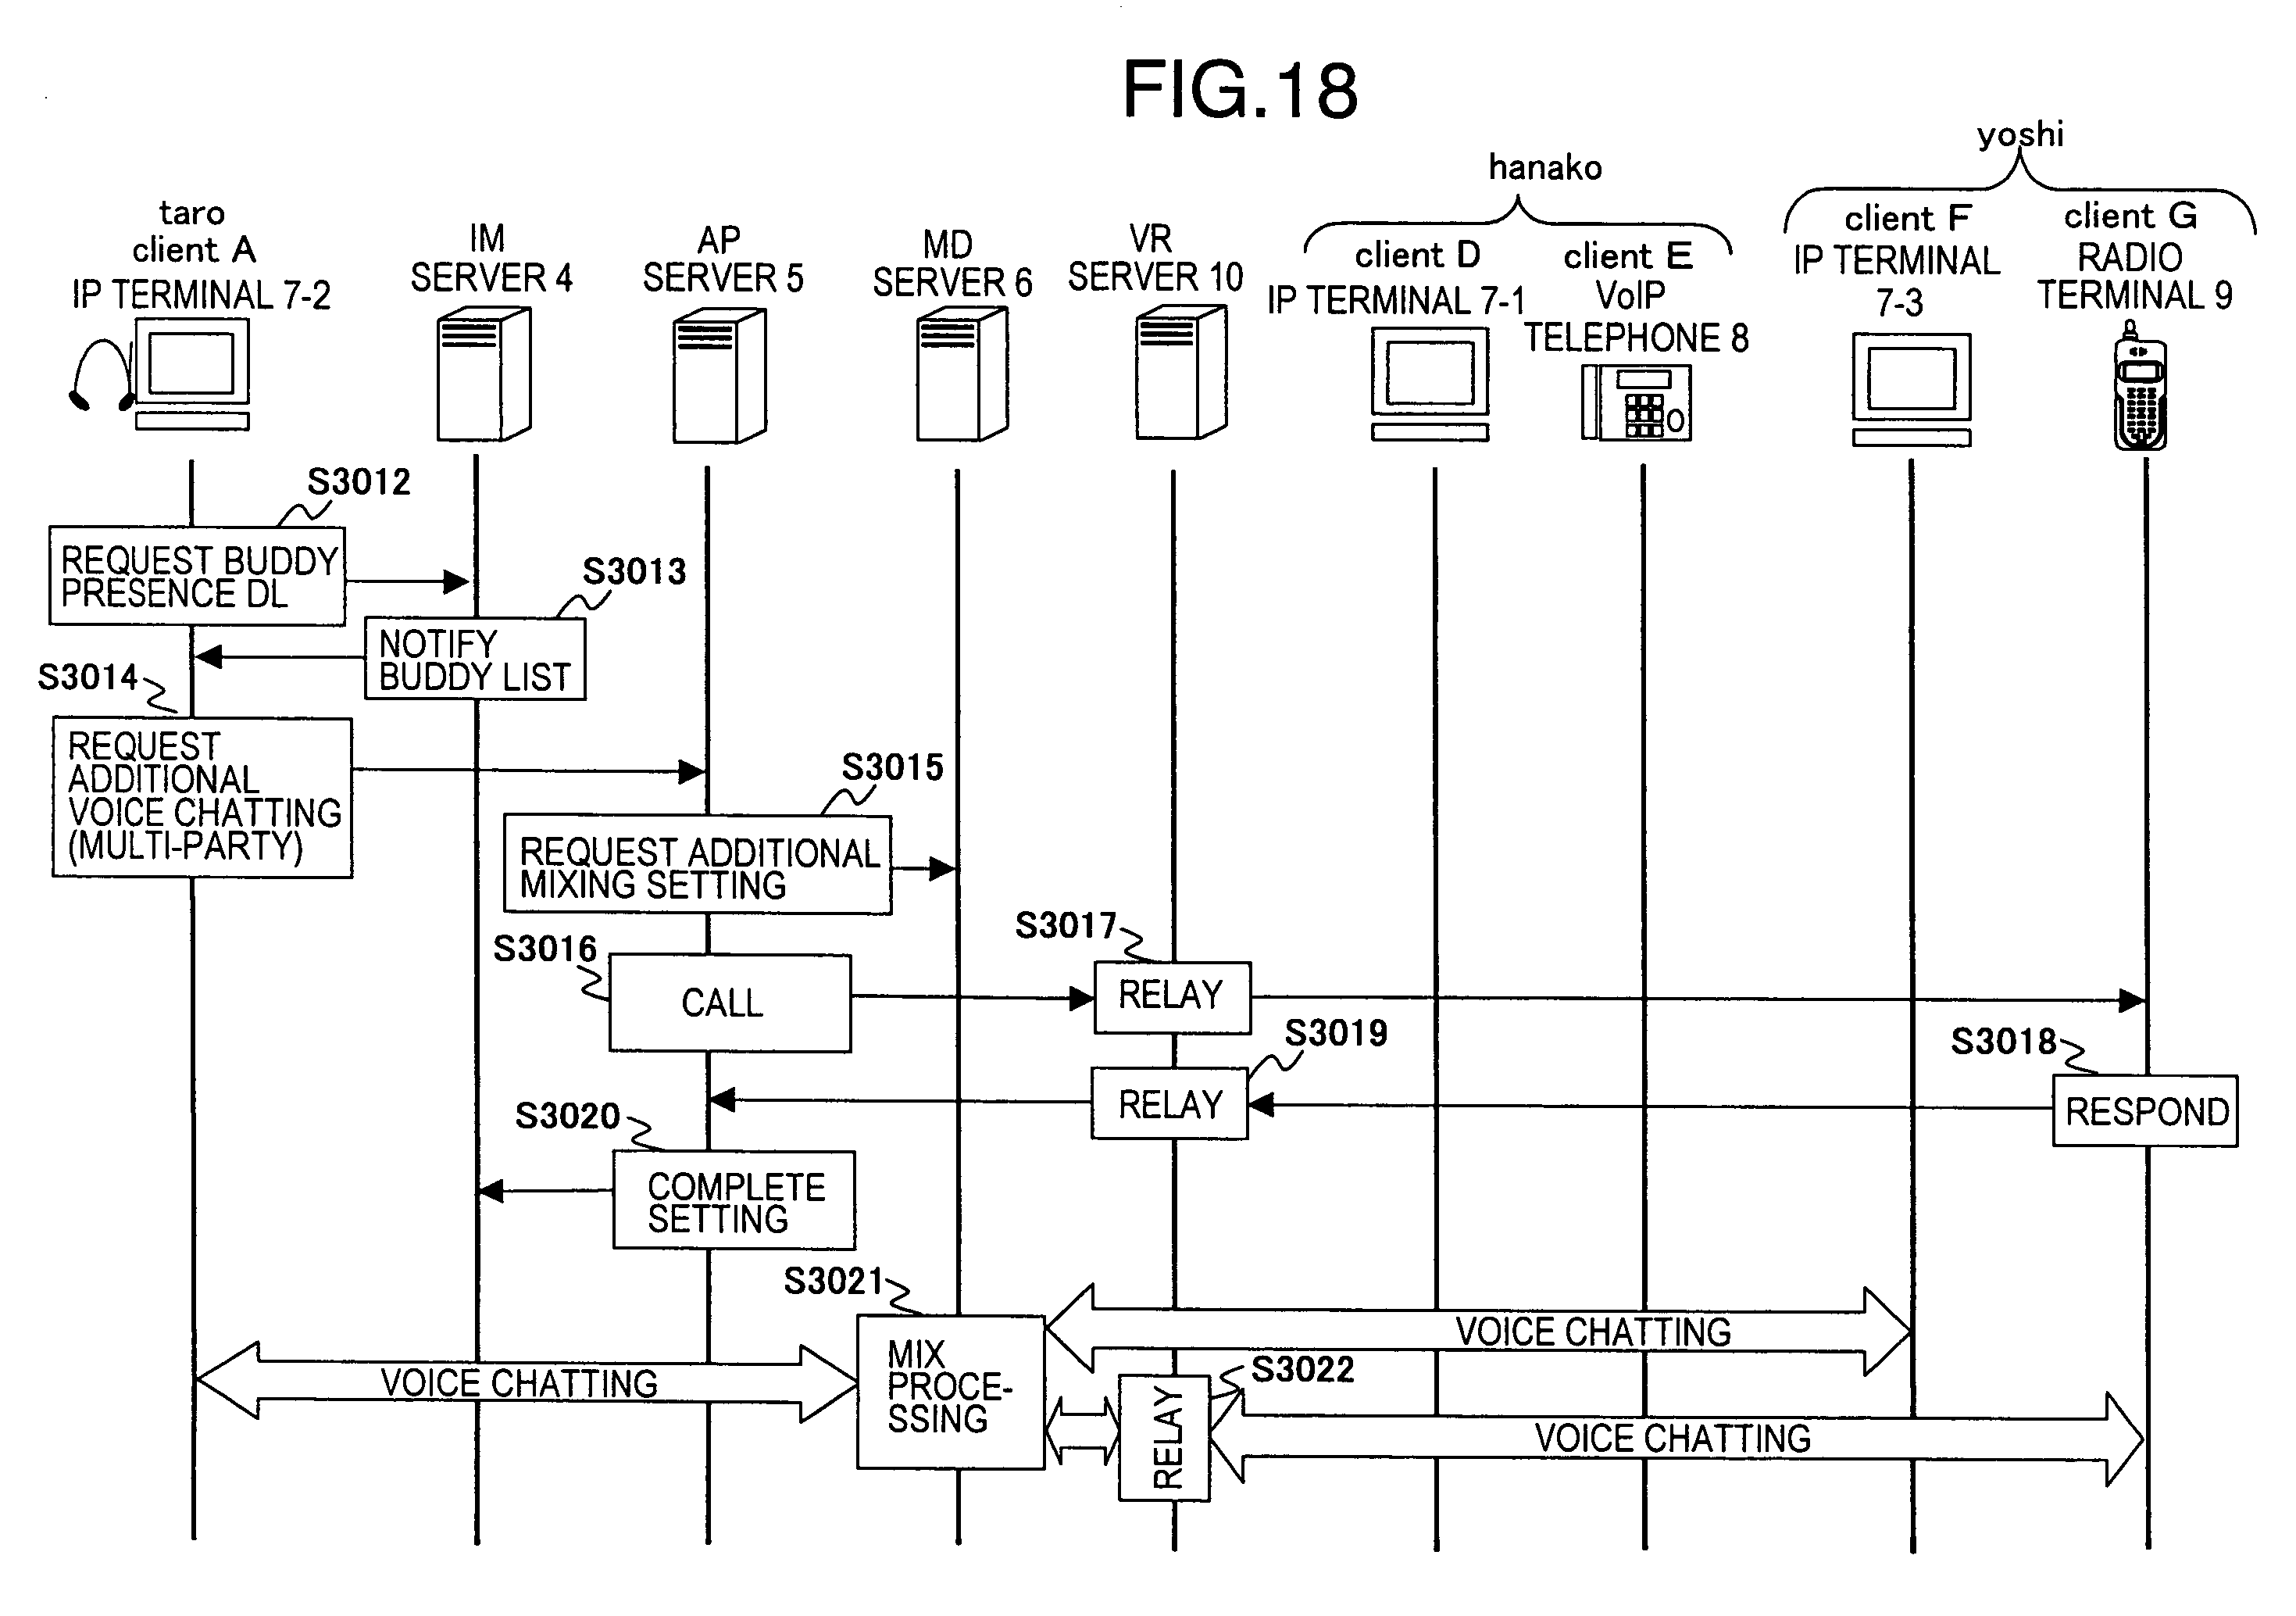 FIG.18
taro
client A
IP TERMINAL 7-2
IM
SERVER 4
AP
SERVER 5
MD
SERVER 6
VR
SERVER 10
hanako
client D
IP TERMINAL 7-1
client E
VoIP
TELEPHONE 8
yoshi
client F
IP TERMINAL
7-3
client G
RADIO
TERMINAL 9
S3012
REQUEST BUDDY
PRESENCE DL
S3013
NOTIFY
BUDDY LIST
S3014
REQUEST
ADDITIONAL
VOICE CHATTING
(MULTI-PARTY)
S3015
REQUEST ADDITIONAL
MIXING SETTING
S3016
CALL
S3017
RELAY
S3018
RESPOND
S3019
RELAY
S3020
COMPLETE
SETTING
S3021
MIX
PROCE-
SSING
VOICE CHATTING
VOICE CHATTING
S3022
RELAY
VOICE CHATTING